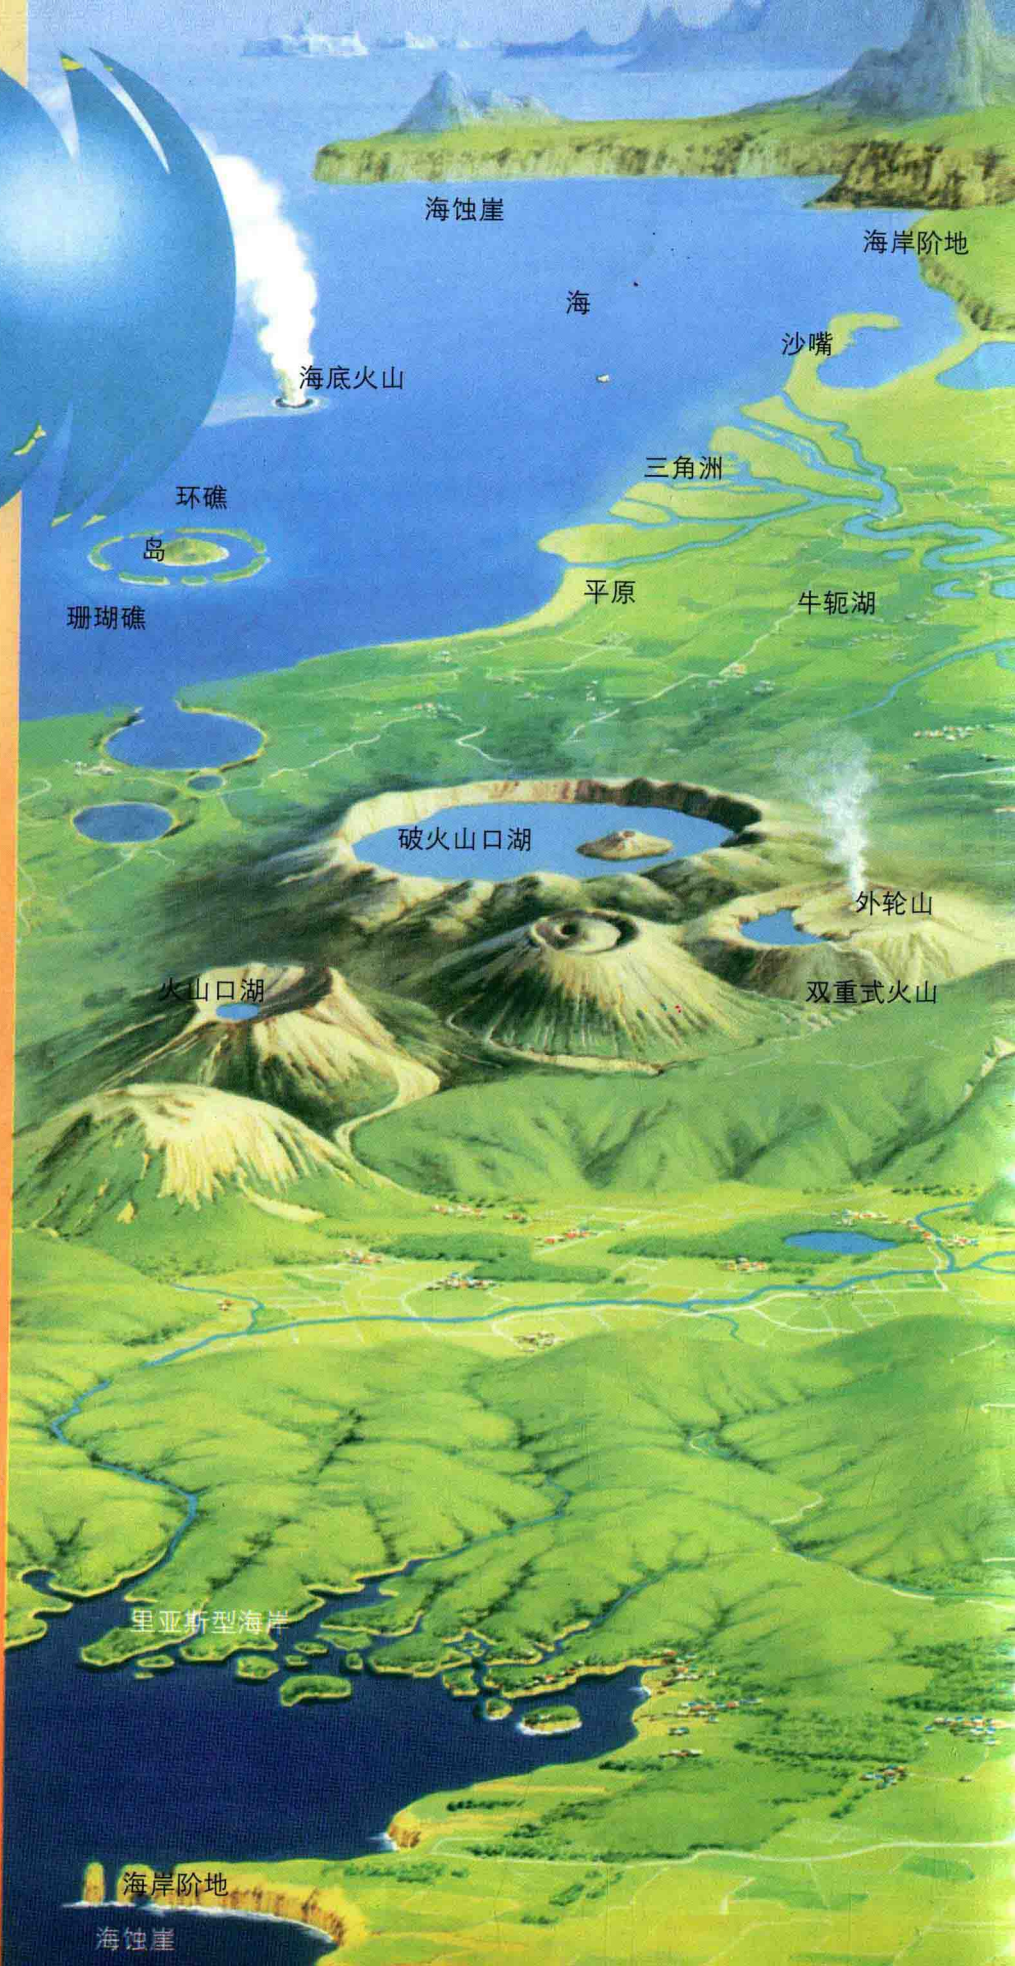 海蚀崖
海岸阶地
海
沙嘴
海底火山
三角洲
环礁
岛
平原
牛轭湖
珊瑚礁
破火山口湖
外轮山
火山口湖
双重式火山
里亚斯型海岸
海岸阶地
海蚀崖